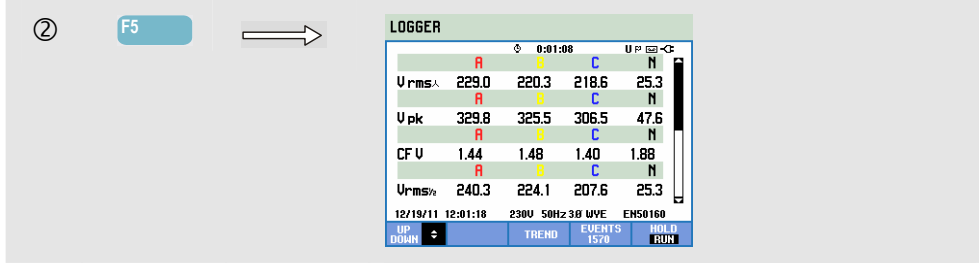 ② F5
LOGGER
0:01:08 U
A B C N
V rms⅄ 229.0 220.3 218.6 25.3
A B C N
V pk 329.8 325.5 306.5 47.6
A B C N
CF V 1.44 1.48 1.40 1.88
A B C N
Vrms½ 240.3 224.1 207.6 25.3
12/19/11 12:01:18 230V 50Hz 3Ø WYE EN50160
UP DOWN TREND EVENTS 1570 HOLD RUN